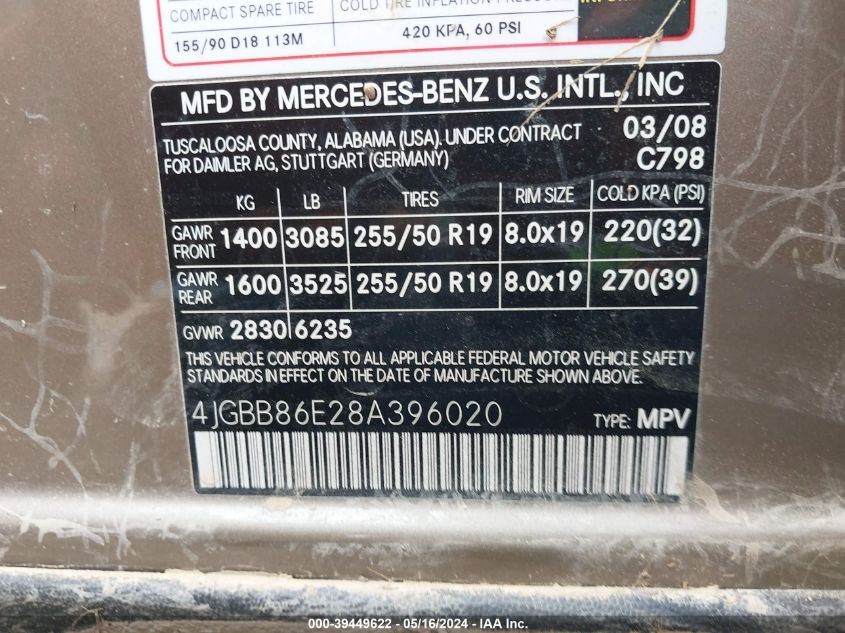 COMPACT SPARE TIRE COLD TIRE INFLATION PRESSURE
155/90 D18 113M 420 KPA, 60 PSI
MFD BY MERCEDES-BENZ U.S. INTL., INC
TUSCALOOSA COUNTY, ALABAMA (USA). UNDER CONTRACT 03/08
FOR DAIMLER AG, STUTTGART (GERMANY) C798
KG LB TIRES RIM SIZE COLD KPA (PSI)
GAWR FRONT 1400 3085 255/50 R19 8.0x19 220(32)
GAWR REAR 1600 3525 255/50 R19 8.0x19 270(39)
GVWR 2830 6235
THIS VEHICLE CONFORMS TO ALL APPLICABLE FEDERAL MOTOR VEHICLE SAFETY
STANDARDS IN EFFECT ON THE DATE OF MANUFACTURE SHOWN ABOVE.
4JGBB86E28A396020 TYPE: MPV
000-39449622 - 05/16/2024 - IAA Inc.